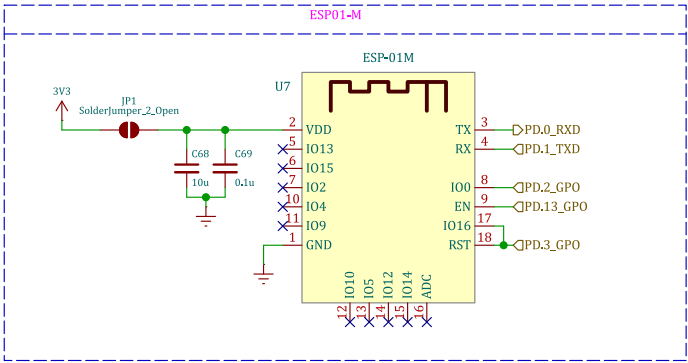 ESP01-M
ESP-01M
U7
3V3
JP1
SolderJumper_2_Open
C68
10u
C69
0.1u
2 VDD
5 IO13
6 IO15
7 IO2
10 IO4
11 IO9
1 GND
TX 3 PD.0_RXD
RX 4 PD.1_TXD
IO0 8 PD.2_GPO
EN 9 PD.13_GPO
IO16 17
RST 18 PD.3_GPO
IO10 12
IO5 13
IO12 14
IO14 15
ADC 16